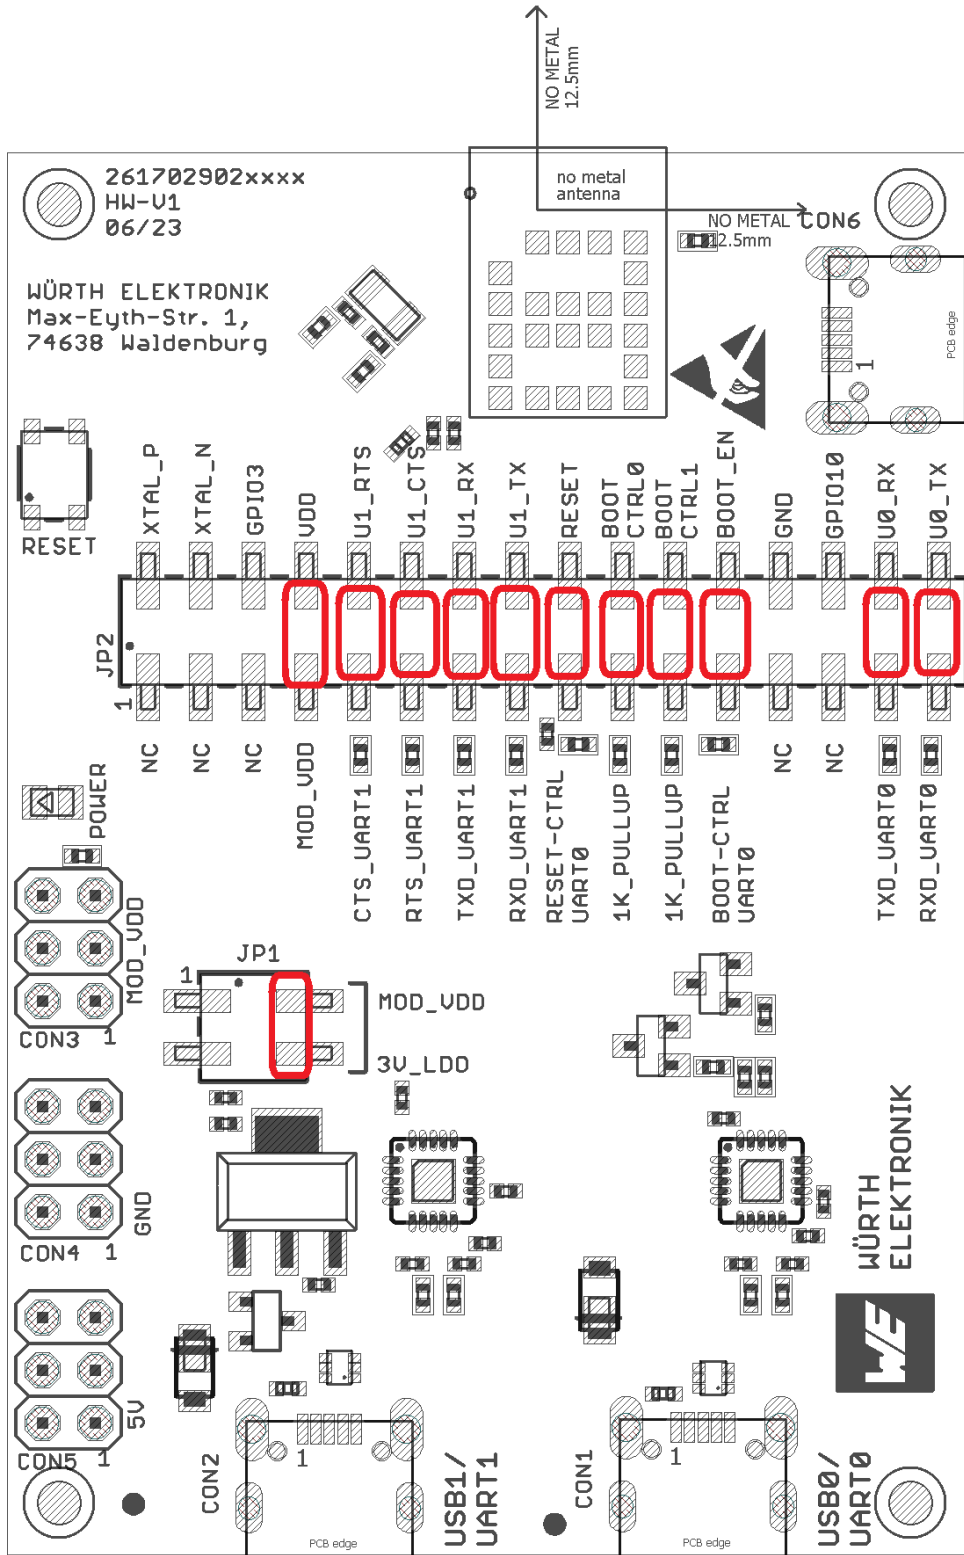 NO METAL
12.5mm
261702902xxxx
HW-V1
06/23
no metal
antenna
NO METAL
12.5mm
CON6
WÜRTH ELEKTRONIK
Max-Eyth-Str. 1,
74638 Waldenburg
PCB edge
1
RESET
XTAL_P
XTAL_N
GPIO3
VDD
U1_RTS
U1_CTS
U1_RX
U1_TX
RESET
BOOT
CTRL0
BOOT
CTRL1
BOOT_EN
GND
GPIO10
U0_RX
U0_TX
JP2
1
NC
NC
NC
MOD_VDD
CTS_UART1
RTS_UART1
TXD_UART1
RXD_UART1
RESET-CTRL
UART0
1K_PULLUP
1K_PULLUP
BOOT-CTRL
UART0
NC
NC
TXD_UART0
RXD_UART0
POWER
MOD_VDD
CON3
1
JP1
1
MOD_VDD
3V_LDO
GND
CON4
1
WÜRTH
ELEKTRONIK
WE
5V
CON5
1
CON2
1
USB1/
UART1
PCB edge
CON1
1
USB0/
UART0
PCB edge